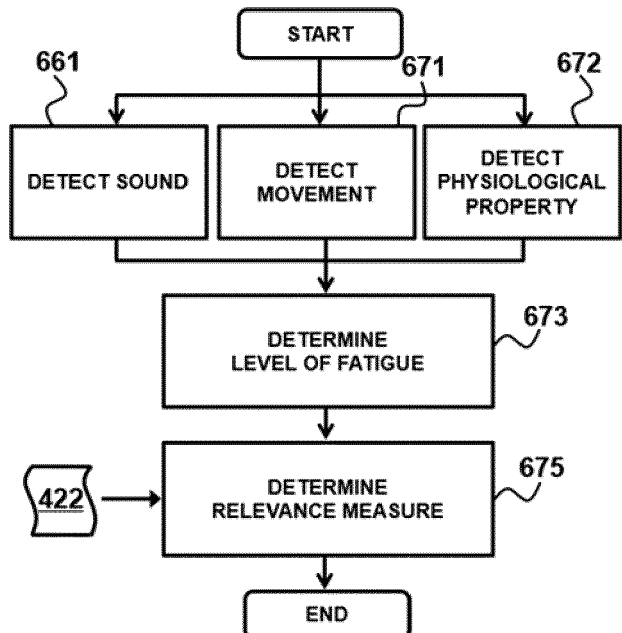 START
661
671
672
DETECT SOUND
DETECT
MOVEMENT
DETECT
PHYSIOLOGICAL
PROPERTY
673
DETERMINE
LEVEL OF FATIGUE
675
422
DETERMINE
RELEVANCE MEASURE
END